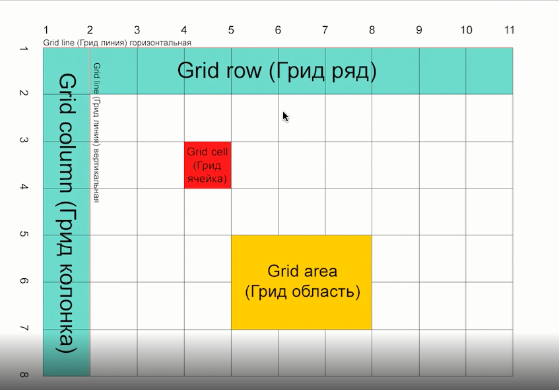 1 2 3 4 5 6 7 8 9 10 11
Grid line (Грид линия) горизонтальная
1
Grid row (Грид ряд)
Grid column (Грид колонка)
Grid line (Грид линия) вертикальная
2
3
Grid cell
(Грид
ячейка)
4
5
Grid area
(Грид область)
6
7
8